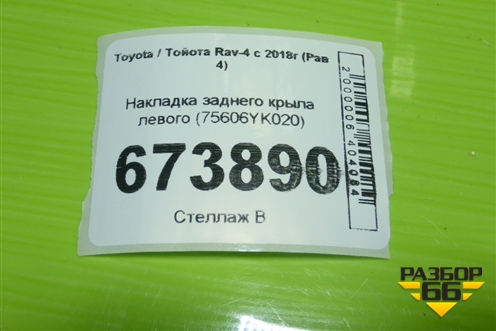 Toyota / Тойота Rav-4 с 2018г (Рав
4)
Накладка заднего крыла
левого (75606YK020)
673890
Стеллаж В
2000006404084
РАЗБОР
66